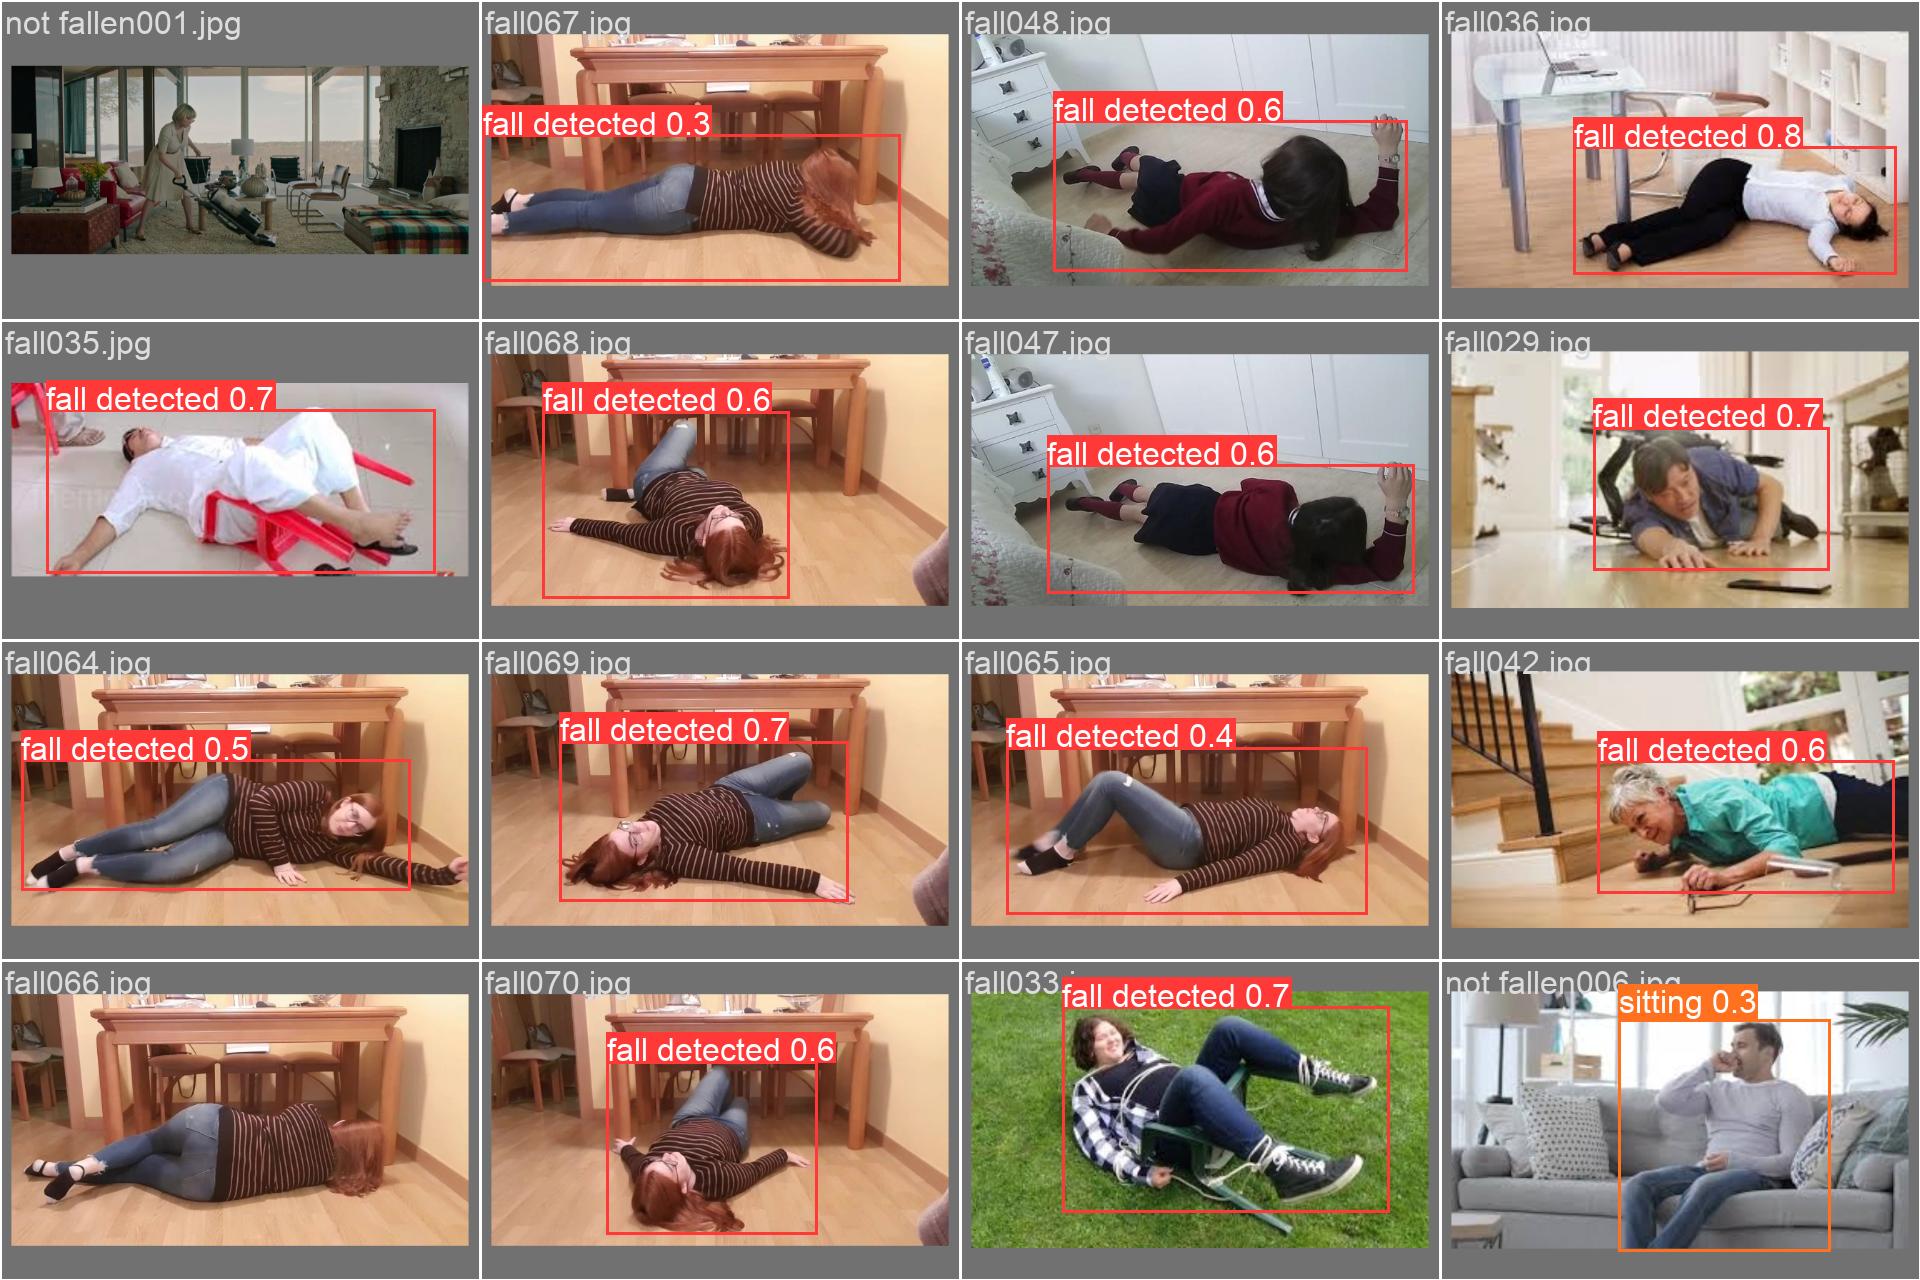 not fallen001.jpg
fall067.jpg
fall048.jpg
fall036.jpg
fall detected 0.3
fall detected 0.6
fall detected 0.8
fall035.jpg
fall068.jpg
fall047.jpg
fall029.jpg
fall detected 0.7
fall detected 0.6
fall detected 0.6
fall detected 0.7
fall064.jpg
fall069.jpg
fall065.jpg
fall042.jpg
fall detected 0.5
fall detected 0.7
fall detected 0.4
fall detected 0.6
fall066.jpg
fall070.jpg
fall033.j
not fallen006.jpg
fall detected 0.6
fall detected 0.7
sitting 0.3